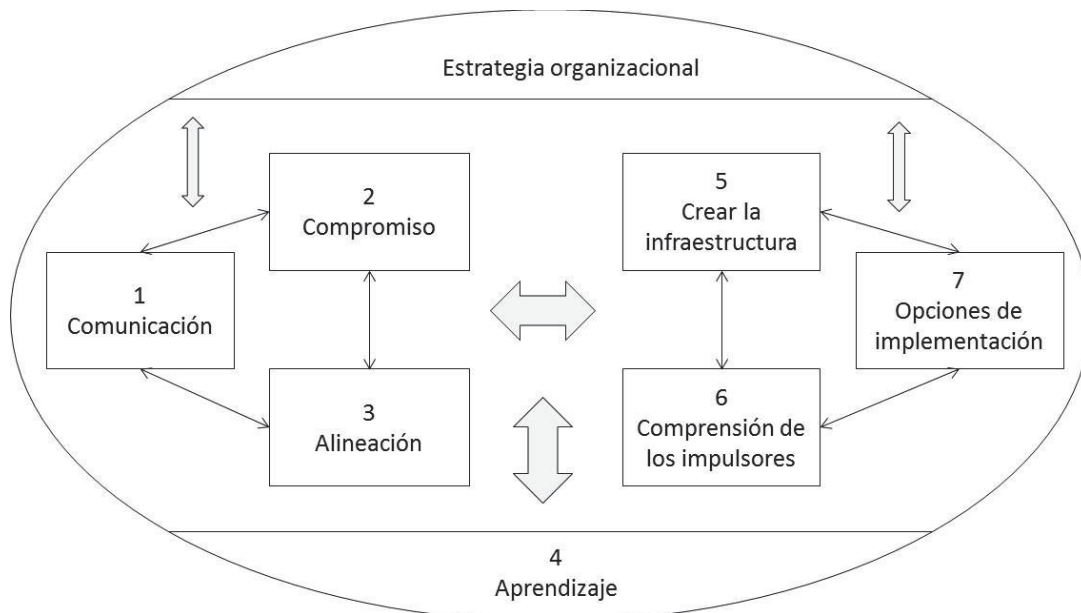 Estrategia organizacional
2
Compromiso
5
Crear la
infraestructura
1
Comunicación
7
Opciones de
implementación
3
Alineación
6
Comprensión de
los impulsores
4
Aprendizaje